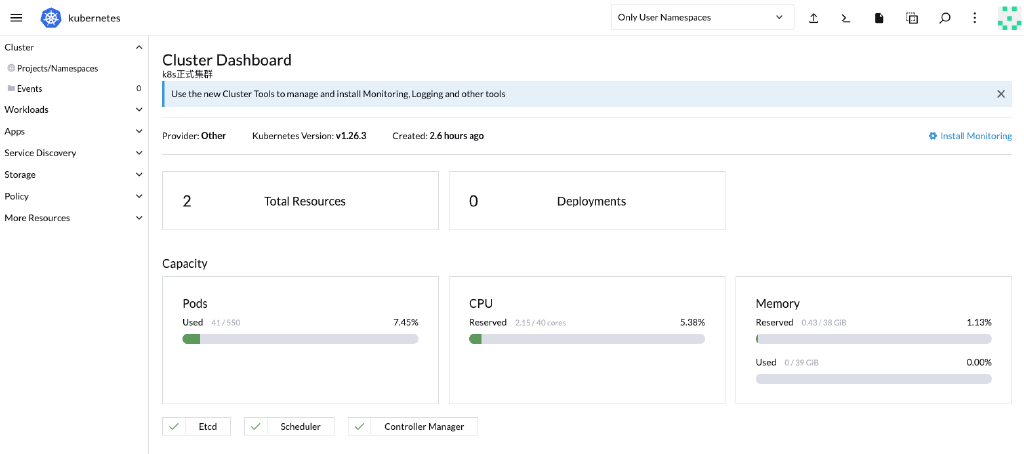 kubernetes
Only User Namespaces
Cluster
Projects/Namespaces
Events 0
Workloads
Apps
Service Discovery
Storage
Policy
More Resources
Cluster Dashboard
k8s正式集群
Use the new Cluster Tools to manage and install Monitoring, Logging and other tools
Provider: Other Kubernetes Version: v1.26.3 Created: 2.6 hours ago Install Monitoring
2 Total Resources
0 Deployments
Capacity
Pods
Used 41 / 550 7.45%
CPU
Reserved 2.15 / 40 cores 5.38%
Memory
Reserved 0.43 / 38 GiB 1.13%
Used 0 / 39 GiB 0.00%
Etcd Scheduler Controller Manager